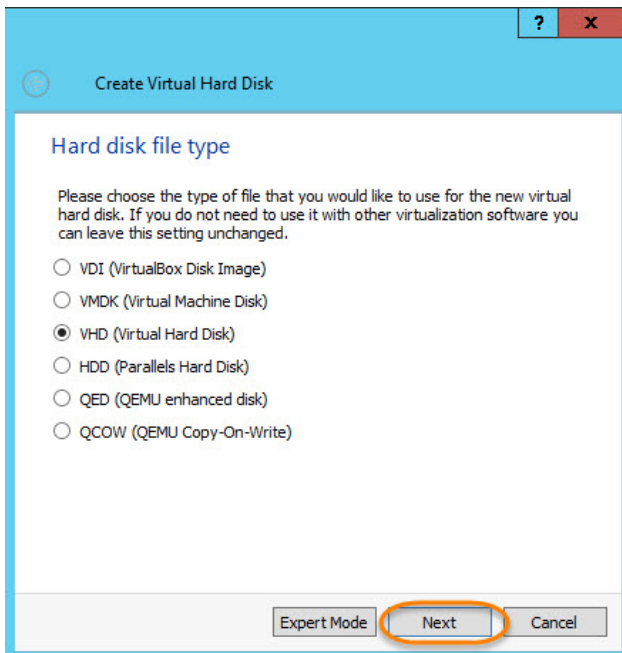 ? x
Create Virtual Hard Disk
Hard disk file type
Please choose the type of file that you would like to use for the new virtual
hard disk. If you do not need to use it with other virtualization software you
can leave this setting unchanged.
VDI (VirtualBox Disk Image)
VMDK (Virtual Machine Disk)
VHD (Virtual Hard Disk)
HDD (Parallels Hard Disk)
QED (QEMU enhanced disk)
QCOW (QEMU Copy-On-Write)
Expert Mode Next Cancel